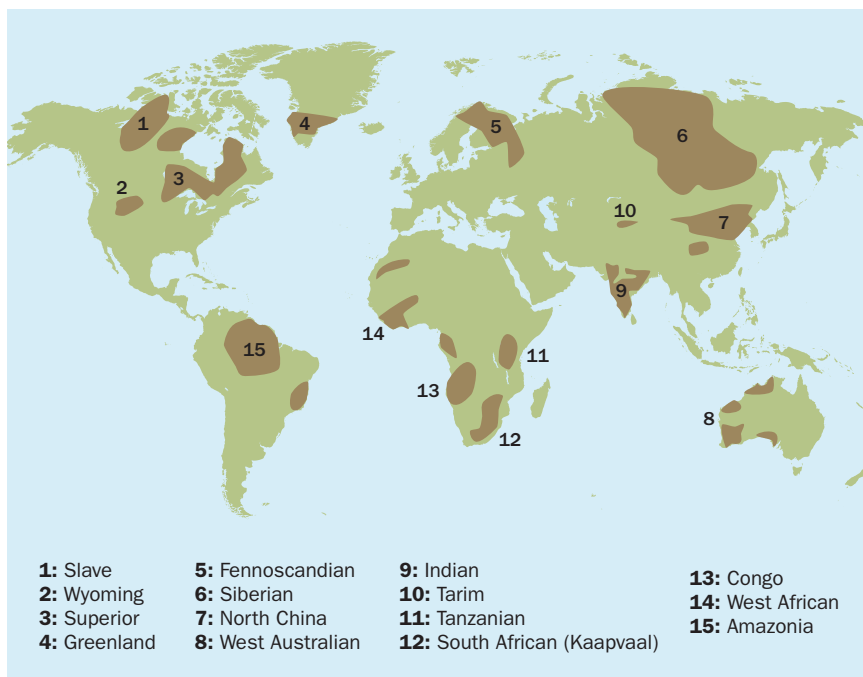 1
2
3
4
5
6
7
8
9
10
11
12
13
14
15
1: Slave
2: Wyoming
3: Superior
4: Greenland
5: Fennoscandian
6: Siberian
7: North China
8: West Australian
9: Indian
10: Tarim
11: Tanzanian
12: South African (Kaapvaal)
13: Congo
14: West African
15: Amazonia